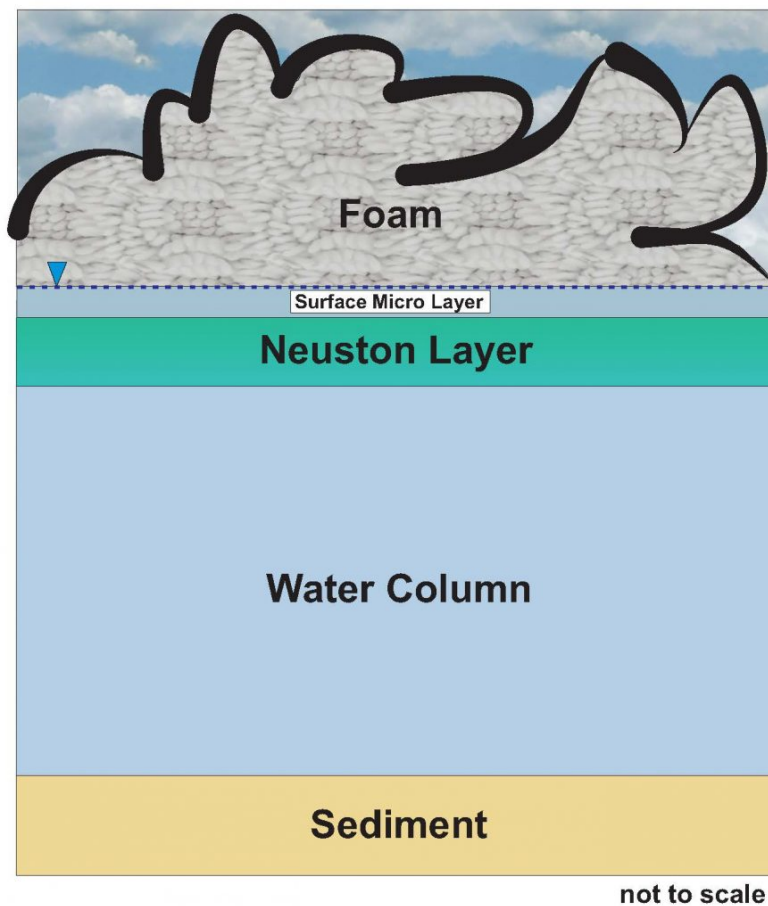 Foam
Surface Micro Layer
Neuston Layer
Water Column
Sediment
not to scale